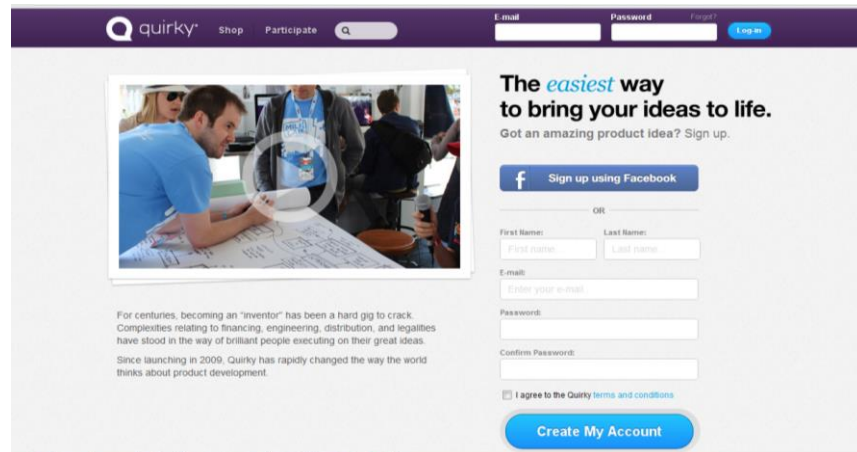 E-mail Password Forgot?
quirky Shop Participate
Log-in
The easiest way
to bring your ideas to life.
Got an amazing product idea? Sign up.
f Sign up using Facebook
OR
First Name: Last Name:
First name Last name
E-mail:
Enter your e-mail
Password:
Confirm Password:
I agree to the Quirky terms and conditions
Create My Account
For centuries, becoming an "inventor" has been a hard gig to crack.
Complexities relating to financing, engineering, distribution, and legalities
have stood in the way of brilliant people executing on their great ideas.
Since launching in 2009, Quirky has rapidly changed the way the world
thinks about product development.